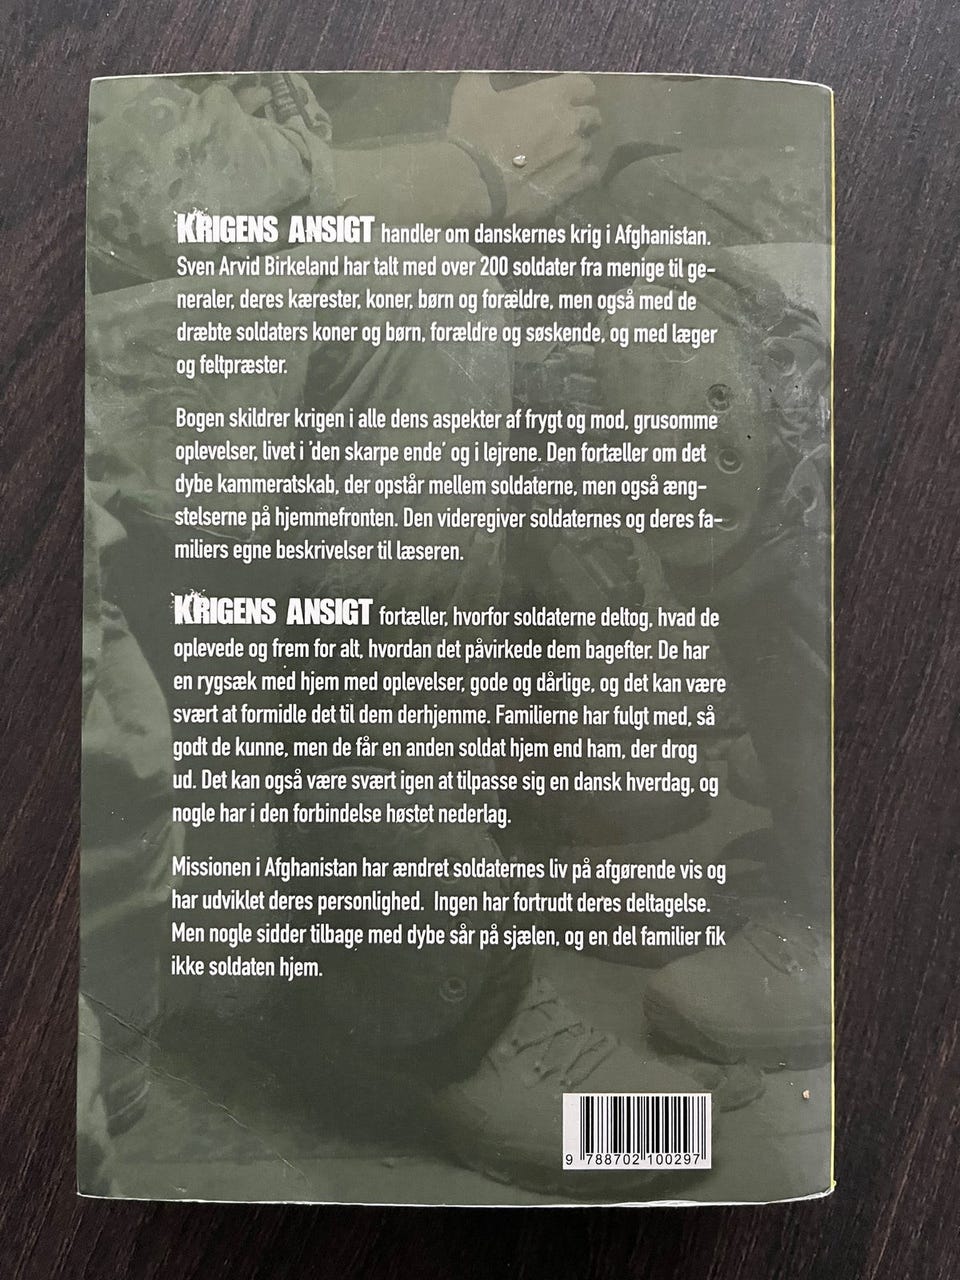 KRIGENS ANSIGT handler om danskernes krig i Afghanistan.
Sven Arvid Birkeland har talt med over 200 soldater fra menige til ge-
neraler, deres kærester, koner, børn og forældre, men også med de
dræbte soldaters koner og børn, forældre og søskende, og med læger
og feltpræster.
Bogen skildrer krigen i alle dens aspekter af frygt og mod, grusomme
oplevelser, livet i 'den skarpe ende' og i lejrene. Den fortæller om det
dybe kammeratskab, der opstår mellem soldaterne, men også æng-
stelserne på hjemmefronten. Den videregiver soldaternes og deres fa-
miliers egne beskrivelser til læseren.
KRIGENS ANSIGT fortæller, hvorfor soldaterne deltog, hvad de
oplevede og frem for alt, hvordan det påvirkede dem bagefter. De har
en rygsæk med hjem med oplevelser, gode og dårlige, og det kan være
svært at formidle det til dem derhjemme. Familierne har fulgt med, så
godt de kunne, men de får en anden soldat hjem end ham, der drog
ud. Det kan også være svært igen at tilpasse sig en dansk hverdag, og
nogle har i den forbindelse høstet nederlag.
Missionen i Afghanistan har ændret soldaternes liv på afgørende vis og
har udviklet deres personlighed. Ingen har fortrudt deres deltagelse.
Men nogle sidder tilbage med dybe sår på sjælen, og en del familier fik
ikke soldaten hjem.
9 788702 100297